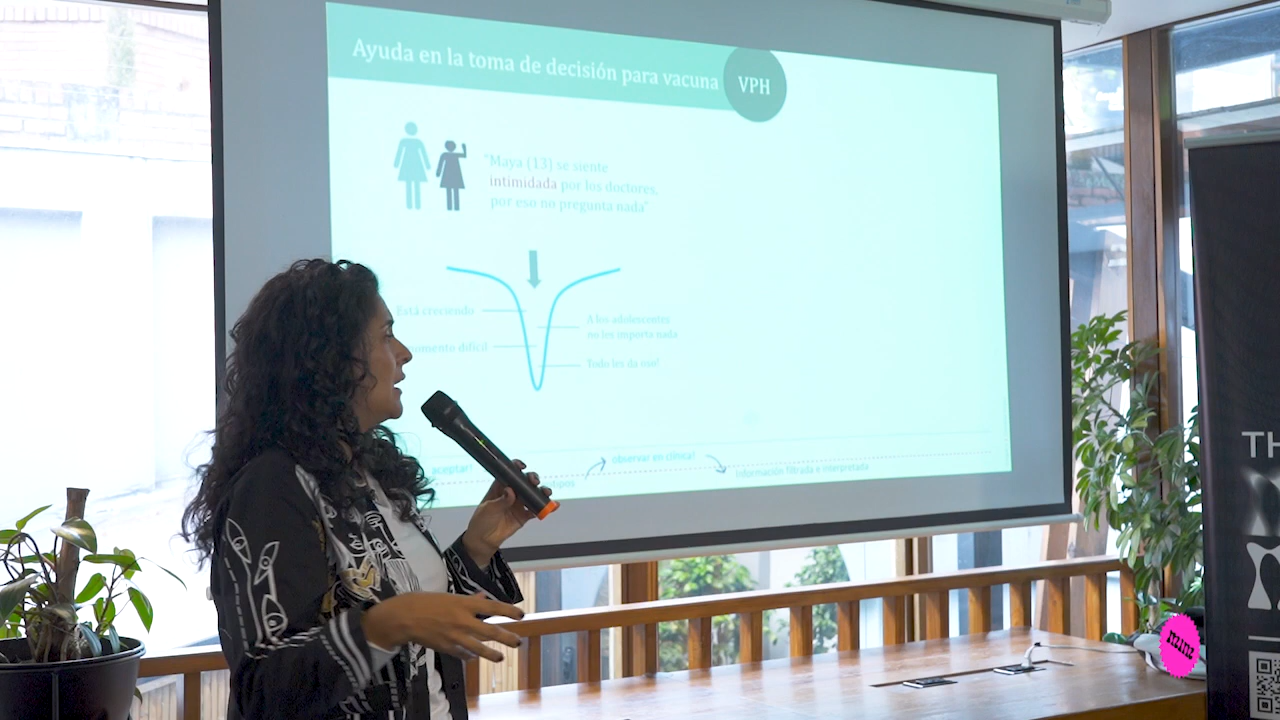 Ayuda en la toma de decisión para vacuna
VPH
"Maya (13) se siente
intimidada por los doctores,
por eso no pregunta nada"
Está creciendo
momento difícil
A los adolescentes
no les importa nada
Todo les da
aceptar!
observar en clínica!
Información filtrada e interpretada
TH